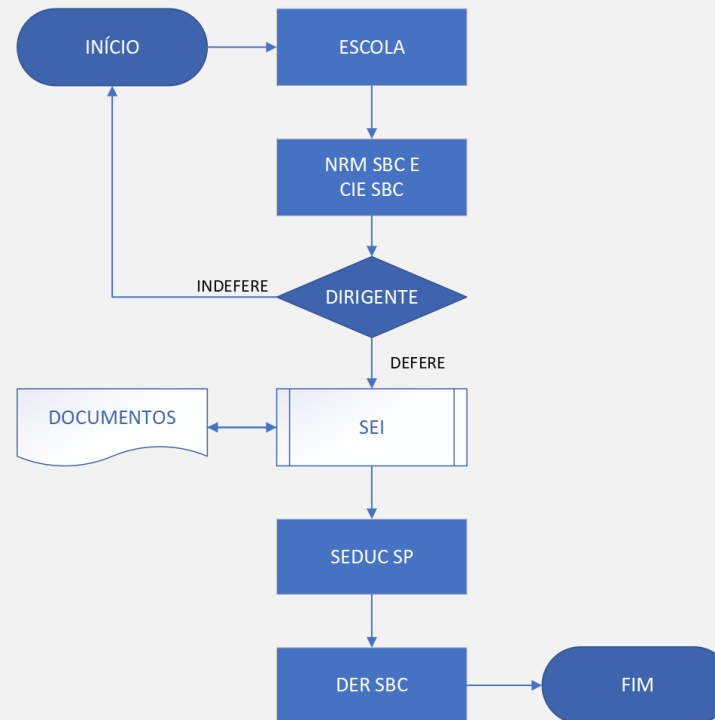 INÍCIO
ESCOLA
NRM SBC E
CIE SBC
INDEFERE
DIRIGENTE
DEFERE
DOCUMENTOS
SEI
SEDUC SP
DER SBC
FIM